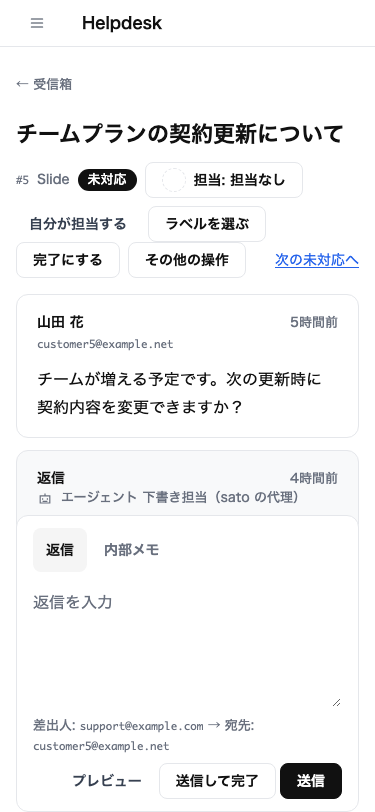 Helpdesk
← 受信箱
チームプランの契約更新について
#5 Slide 未対応 担当: 担当なし
自分が担当する ラベルを選ぶ
完了にする その他の操作 次の未対応へ
山田 花 5時間前
customer5@example.net
チームが増える予定です。次の更新時に
契約内容を変更できますか？
返信 4時間前
エージェント 下書き担当（sato の代理）
返信 内部メモ
返信を入力
差出人: support@example.com → 宛先:
customer5@example.net
プレビュー 送信して完了 送信